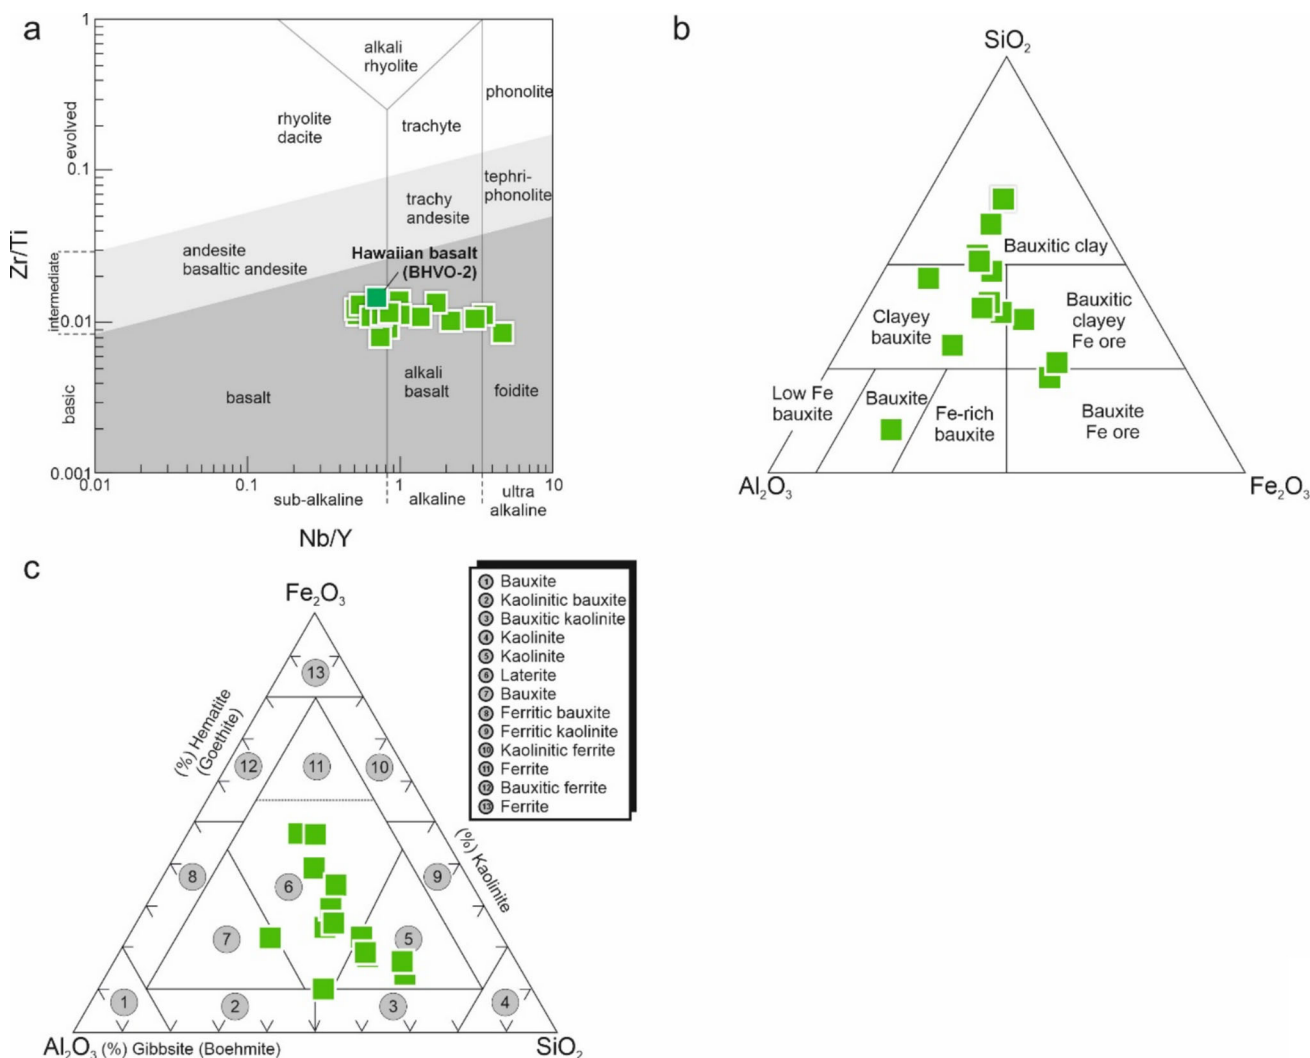 a
1
0.1
0.01
0.001
Zr/Ti
evolved
intermediate
basic
alkali
rhyolite
phonolite
rhyolite
dacite
trachyte
tephri-
phonolite
trachy
andesite
andesite
basaltic andesite
Hawaiian basalt
(BHVO-2)
basalt
alkali
basalt
foidite
0.01
0.1
1
10
sub-alkaline
alkaline
ultra
alkaline
Nb/Y
b
SiO₂
Bauxitic clay
Clayey
bauxite
Bauxitic
clayey
Fe ore
Low Fe
bauxite
Bauxite
Fe-rich
bauxite
Bauxite
Fe ore
Al₂O₃
Fe₂O₃
c
Fe₂O₃
(%) Hematite
(Goethite)
(%) Kaolinite
13
12
11
10
8
6
9
7
5
1
2
3
4
Al₂O₃ (%) Gibbsite (Boehmite)
SiO₂
1 Bauxite
2 Kaolinitic bauxite
3 Bauxitic kaolinite
4 Kaolinite
5 Kaolinite
6 Laterite
7 Bauxite
8 Ferritic bauxite
9 Ferritic kaolinite
10 Kaolinitic ferrite
11 Ferrite
12 Bauxitic ferrite
13 Ferrite